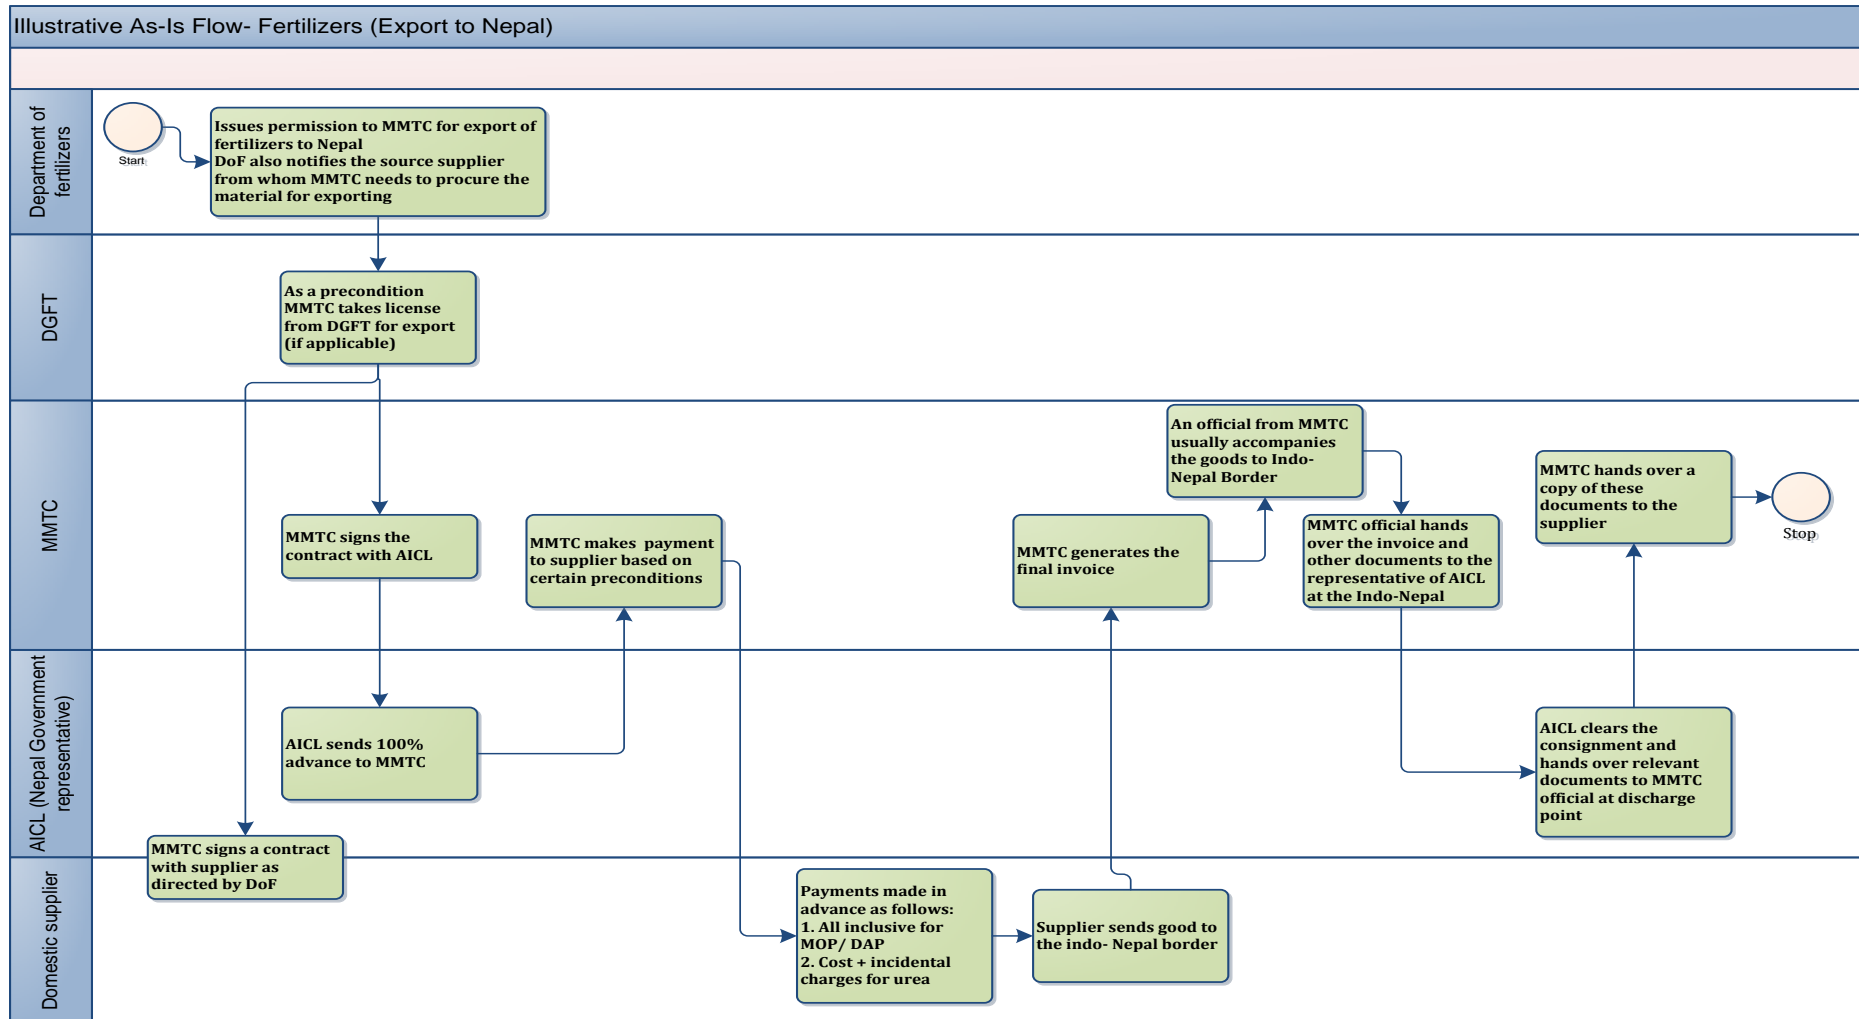 Illustrative As-Is Flow- Fertilizers (Export to Nepal)
Department of
fertilizers
Start
Issues permission to MMTC for export of
fertilizers to Nepal
DoF also notifies the source supplier
from whom MMTC needs to procure the
material for exporting
DGFT
As a precondition
MMTC takes license
from DGFT for export
(if applicable)
MMTC
MMTC signs the
contract with AICL
MMTC makes payment
to supplier based on
certain preconditions
MMTC generates the
final invoice
An official from MMTC
usually accompanies
the goods to Indo-
Nepal Border
MMTC official hands
over the invoice and
other documents to the
representative of AICL
at the Indo-Nepal
MMTC hands over a
copy of these
documents to the
supplier
Stop
AICL (Nepal Government
representative)
AICL sends 100%
advance to MMTC
AICL clears the
consignment and
hands over relevant
documents to MMTC
official at discharge
point
MMTC signs a contract
with supplier as
directed by DoF
Domestic supplier
Payments made in
advance as follows:
1. All inclusive for
MOP/ DAP
2. Cost + incidental
charges for urea
Supplier sends good to
the indo- Nepal border